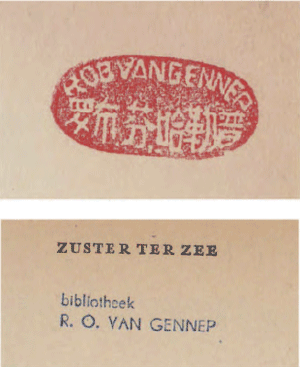 ROB VAN GENNEP
ZUSTER TER ZEE
bibliotheek
R. O. VAN GENNEP